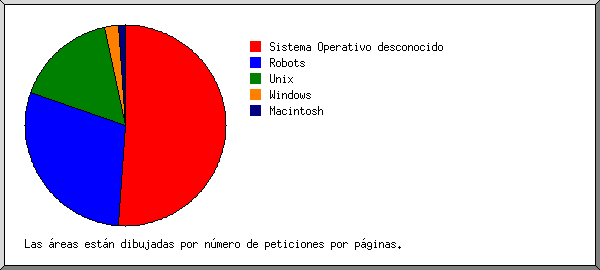 Sistema Operativo desconocido
Robots
Unix
Windows
Macintosh
Las áreas están dibujadas por número de peticiones por páginas.